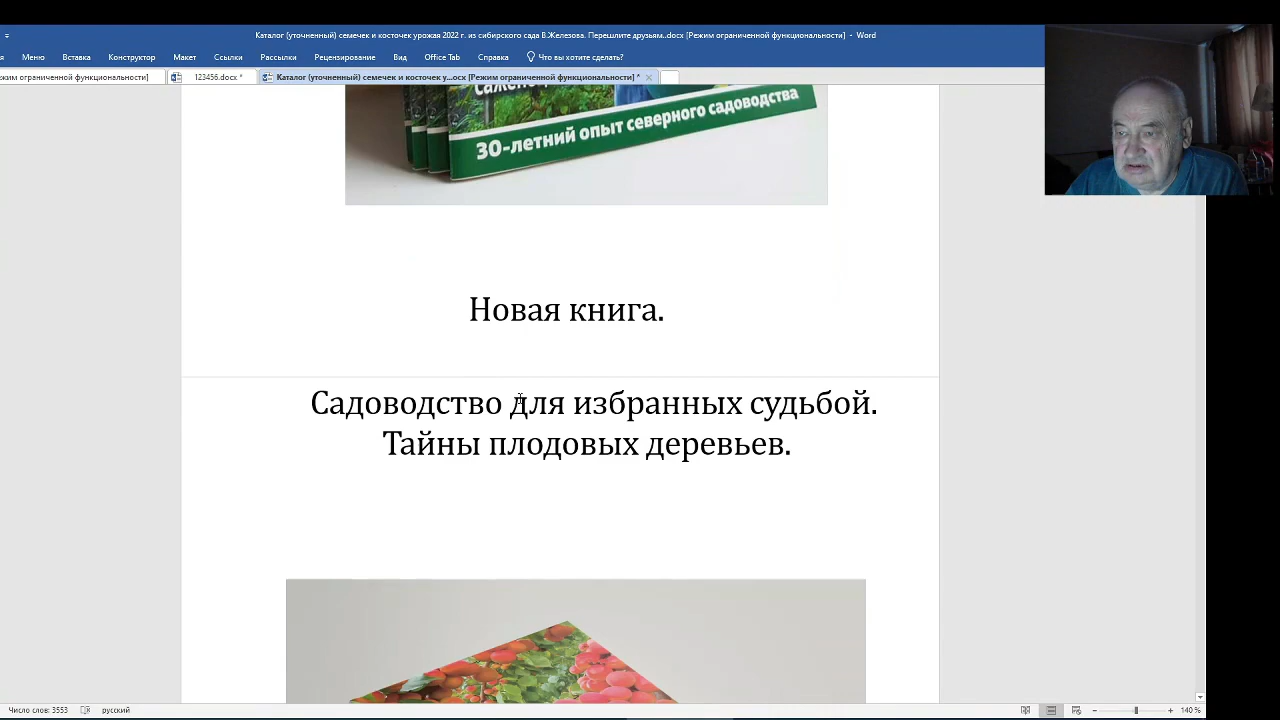 Каталог (уточненный) семечек и косточек урожая 2022 г. из сибирского сада В.Железова. Перешлите друзьям..docx [Режим ограниченной функциональности] - Word
Меню Вставка Конструктор Макет Ссылки Рассылки Рецензирование Вид Office Tab Справка Что вы хотите сделать?
ежим ограниченной функциональности] 123456.docx * Каталог (уточненный) семечек и косточек у...осх [Режим ограниченной функциональности] *
30-летний опыт северного садоводства
Новая книга.
Садоводство для избранных судьбой.
Тайны плодовых деревьев.
Число слов: 3553 русский 140 %